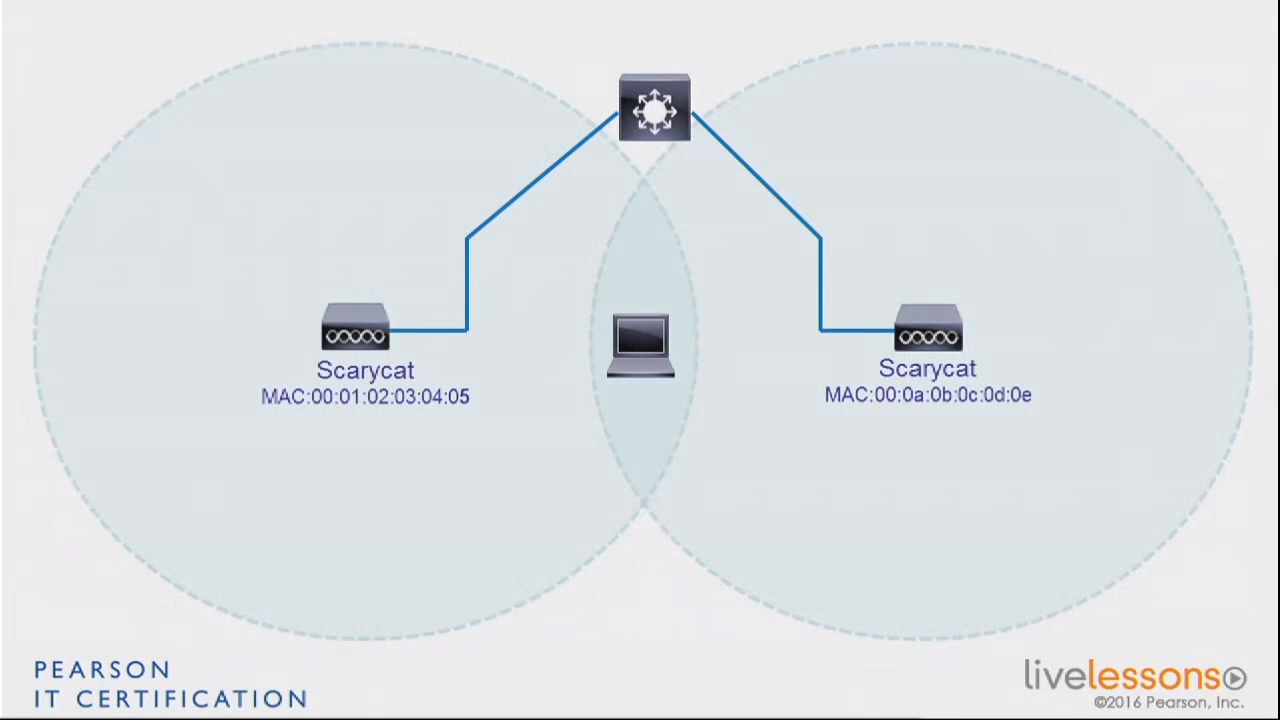 Scarycat
MAC:00:01:02:03:04:05
Scarycat
MAC:00:0a:0b:0c:0d:0e
PEARSON
IT CERTIFICATION
livelessons
©2016 Pearson, Inc.